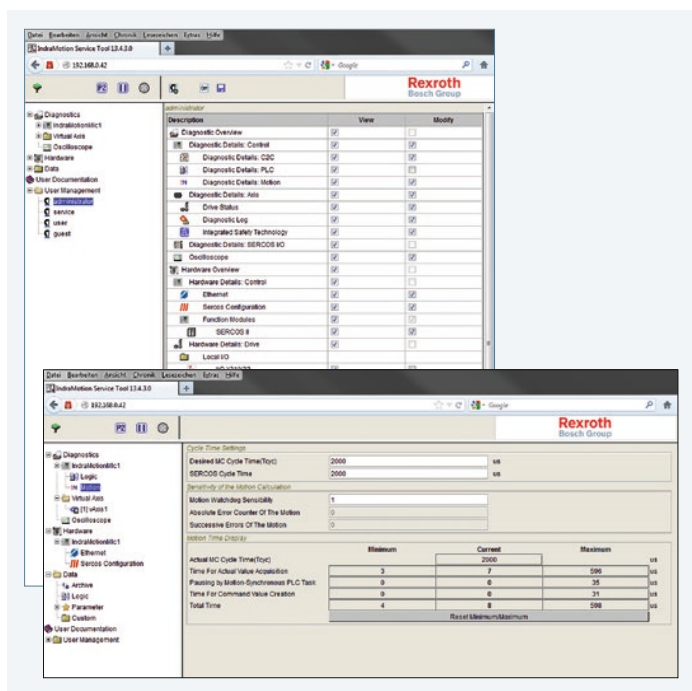 Datei Bearbeiten Ansicht Chronik Lesezeichen Extras Hilfe
IndraMotion Service Tool 13.4.3.0
192.168.0.42
Google
P2
Rexroth
Bosch Group
Diagnostics
IndraMotionMlc1
Virtual Axis
Oscilloscope
Hardware
Data
User Documentation
User Management
administrator
service
user
guest
administrator
Description View Modify
Diagnostic Overview
Diagnostic Details: Control
Diagnostic Details: C2C
Diagnostic Details: PLC
Diagnostic Details: Motion
Diagnostic Details: Axis
Drive Status
Diagnostic Log
Integrated Safety Technology
Diagnostic Details: SERCOS I/O
Oscilloscope
Hardware Overview
Hardware Details: Control
Ethernet
Sercos Configuration
Function Modules
SERCOS II
Hardware Details: Drive
Local I/O
Datei Bearbeiten Ansicht Chronik Lesezeichen Extras Hilfe
IndraMotion Service Tool 13.4.3.0
192.168.0.42
Google
P2
Rexroth
Bosch Group
Diagnostics
IndraMotionMlc1
Logic
Motion
Virtual Axis
[1] vAxis1
Oscilloscope
Hardware
IndraMotionMlc1
Ethernet
Sercos Configuration
Data
Archive
Logic
Parameter
Custom
User Documentation
User Management
Cycle Time Settings
Desired MC Cycle Time(Tcyc) 2000 us
SERCOS Cycle Time 2000 us
Sensitivity of the Motion Calculation
Motion Watchdog Sensibility 1
Absolute Error Counter Of The Motion 0
Successive Errors Of The Motion 0
Motion Time Display
Minimum Current Maximum
Actual MC Cycle Time(Tcyc) 2000 us
Time For Actual Value Acquisition 3 7 596 us
Pausing by Motion-Synchronous PLC Task 0 0 35 us
Time For Command Value Creation 0 0 31 us
Total Time 4 8 598 us
Reset Minimum/Maximum